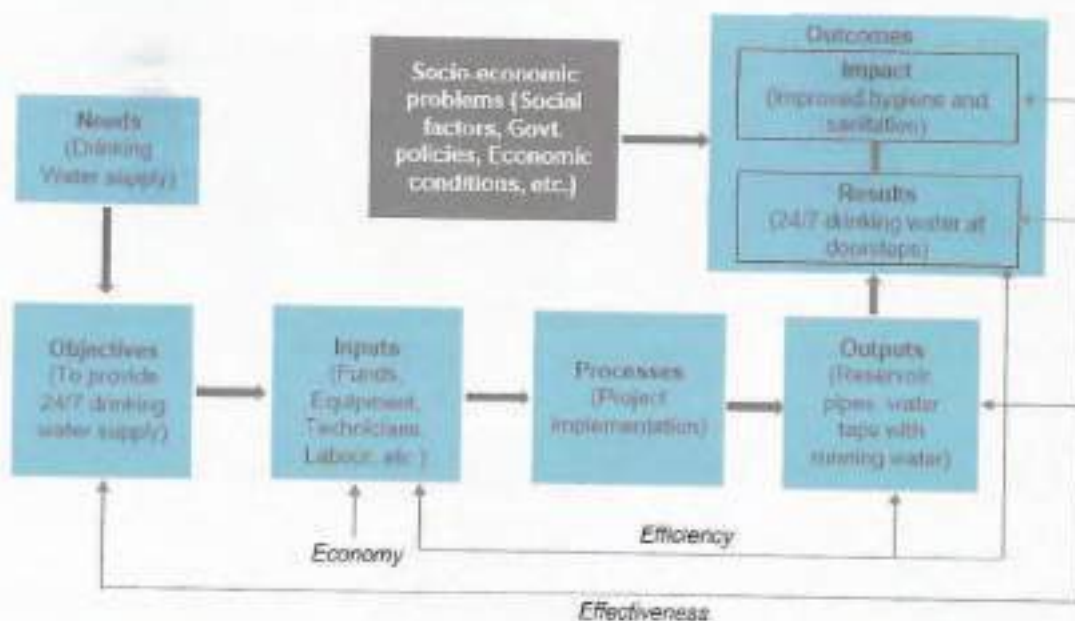 Needs
(Drinking
Water supply)
Socio-economic
problems (Social
factors, Govt.
policies, Economic
conditions, etc.)
Outcomes
Impact
(Improved hygiene and
sanitation)
Results
(24/7 drinking water at
doorsteps)
Objectives
(To provide
24/7 drinking
water supply)
Inputs
(Funds,
Equipment,
Technicians,
Labour, etc.)
Processes
(Project
implementation)
Outputs
(Reservoir,
pipes, water
taps with
running water)
Economy
Efficiency
Effectiveness